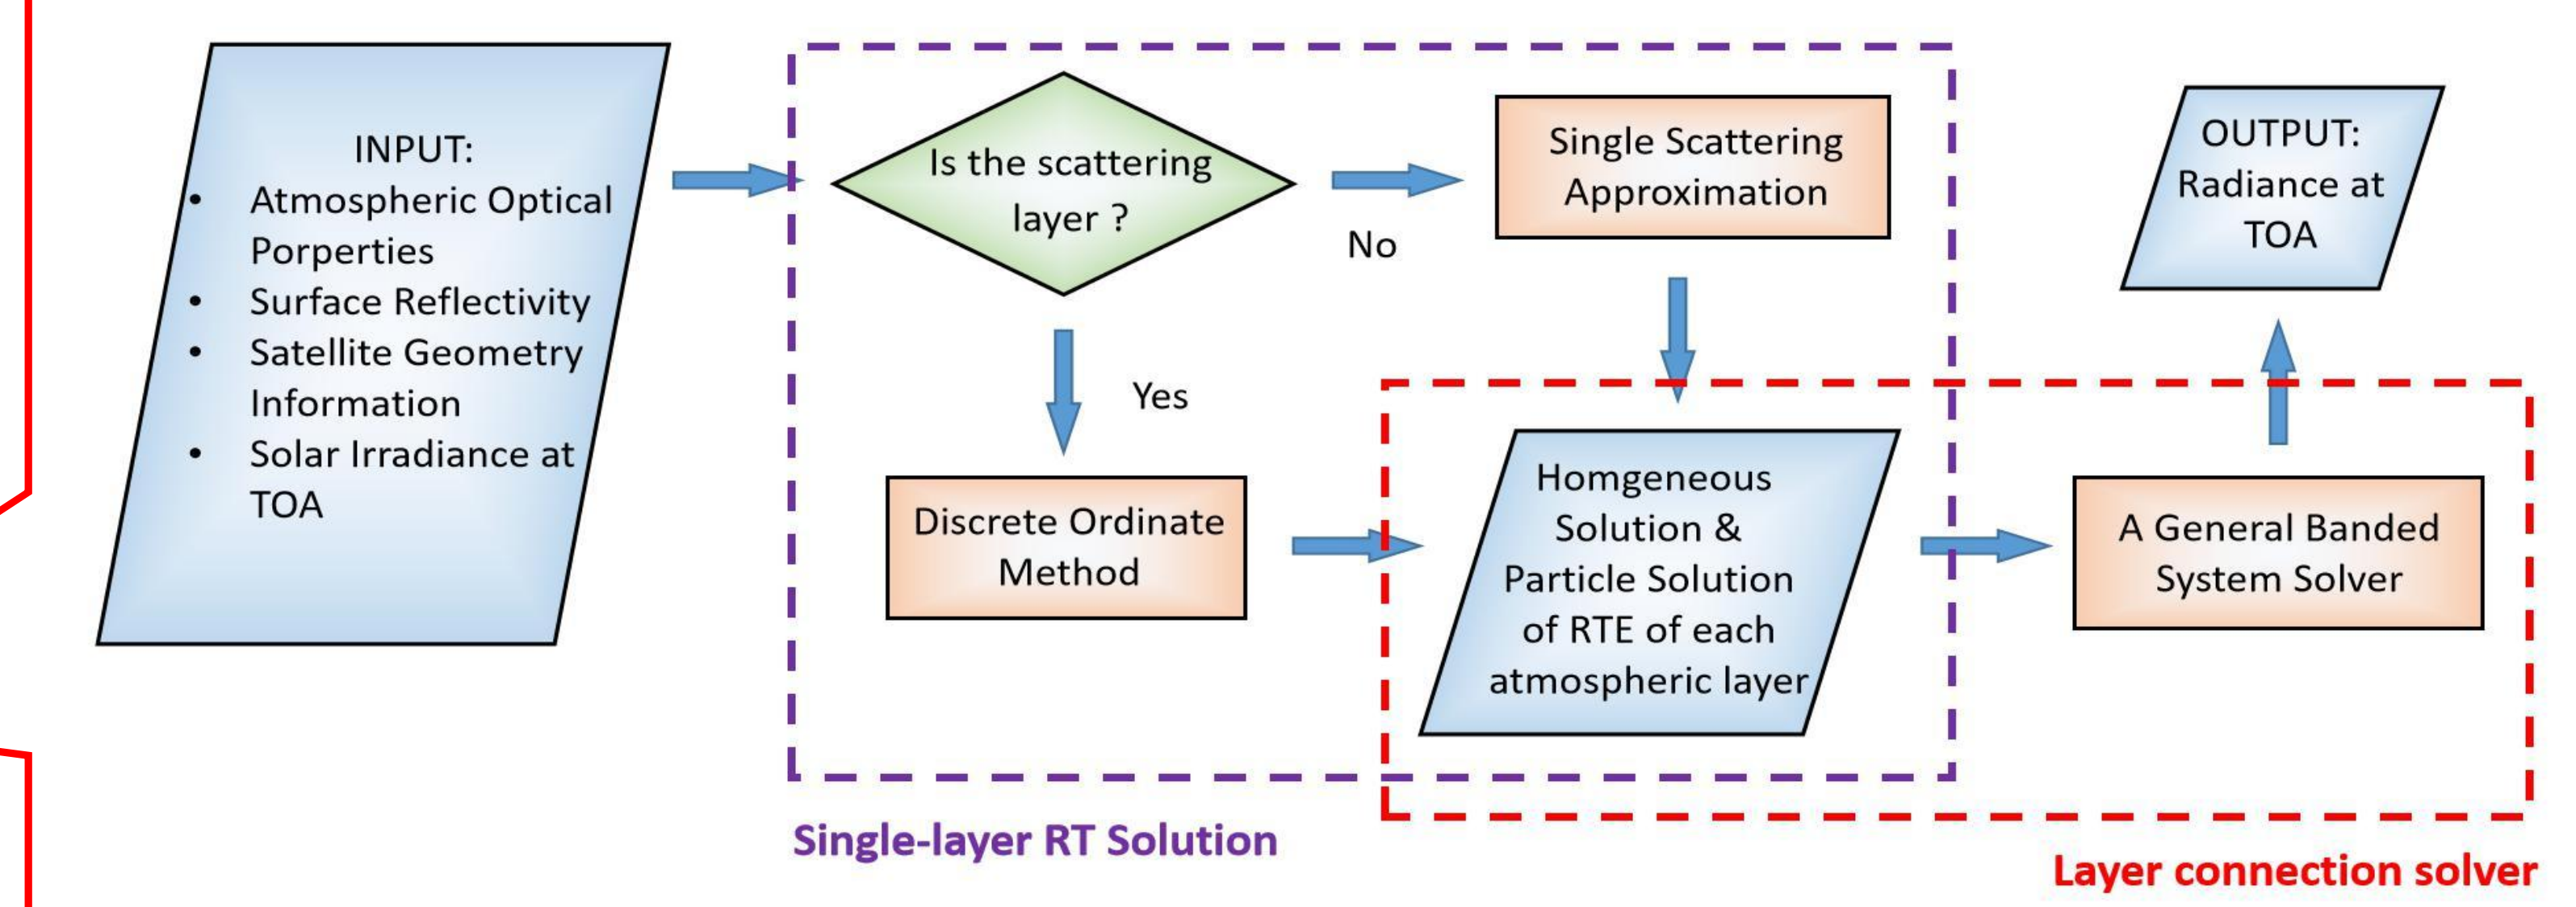 INPUT:
• Atmospheric Optical
Porperties
• Surface Reflectivity
• Satellite Geometry
Information
• Solar Irradiance at
TOA
Is the scattering
layer ?
No
Single Scattering
Approximation
Yes
Discrete Ordinate
Method
Homgeneous
Solution &
Particle Solution
of RTE of each
atmospheric layer
A General Banded
System Solver
OUTPUT:
Radiance at
TOA
Single-layer RT Solution
Layer connection solver